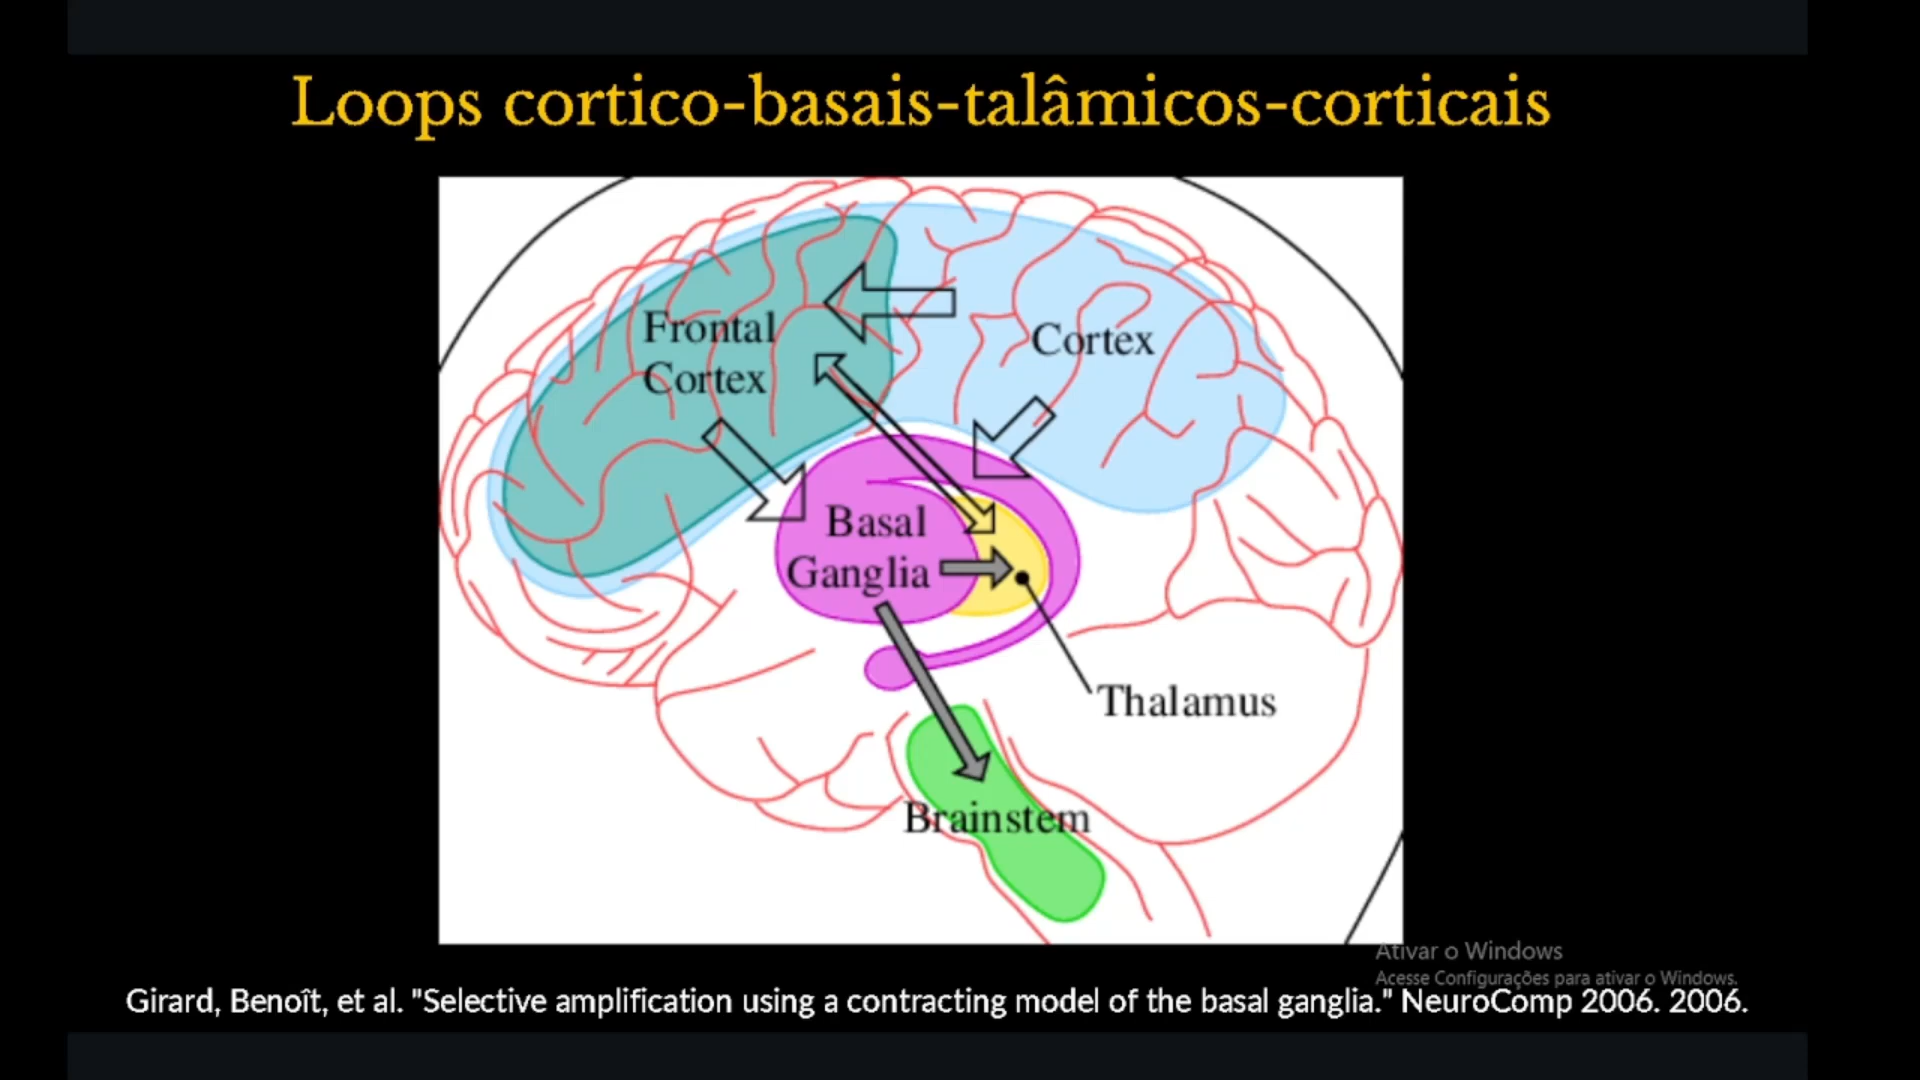 Loops cortico-basais-talâmicos-corticais
Frontal
Cortex
Cortex
Basal
Ganglia
Thalamus
Brainstem
Ativar o Windows
Acesse Configurações para ativar o Windows.
Girard, Benoît, et al. "Selective amplification using a contracting model of the basal ganglia." NeuroComp 2006. 2006.